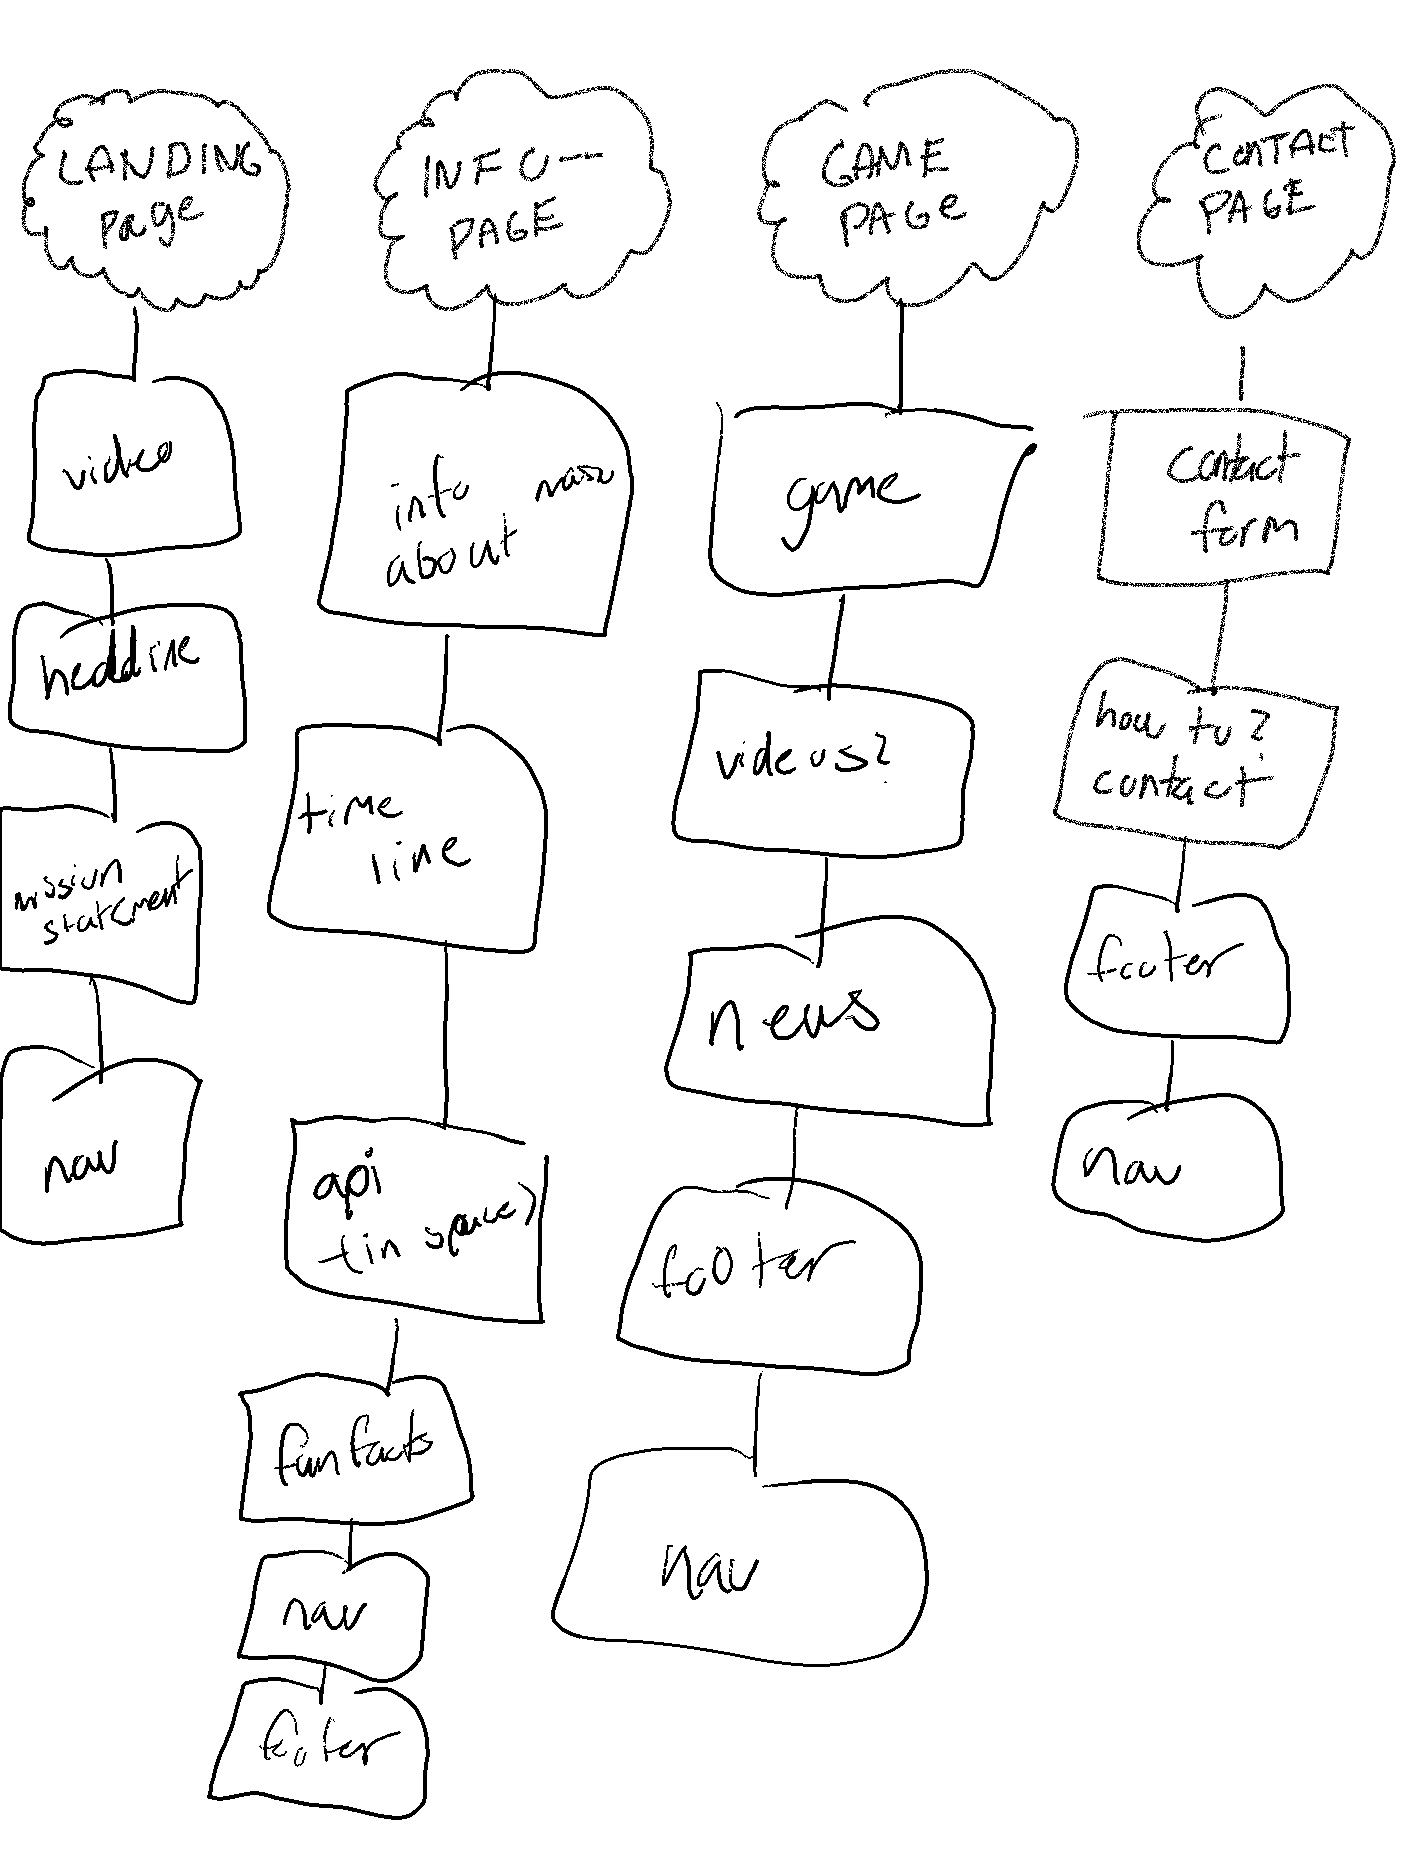 LANDING
Page
video
headline
mission
statement
nav
INFO—
PAGE
info
about nasa
time
line
api
(in space)
fun facts
nav
footer
GAME
PAGE
game
videos?
news
footer
nav
CONTACT
PAGE
contact
form
how to?
contact
footer
nav